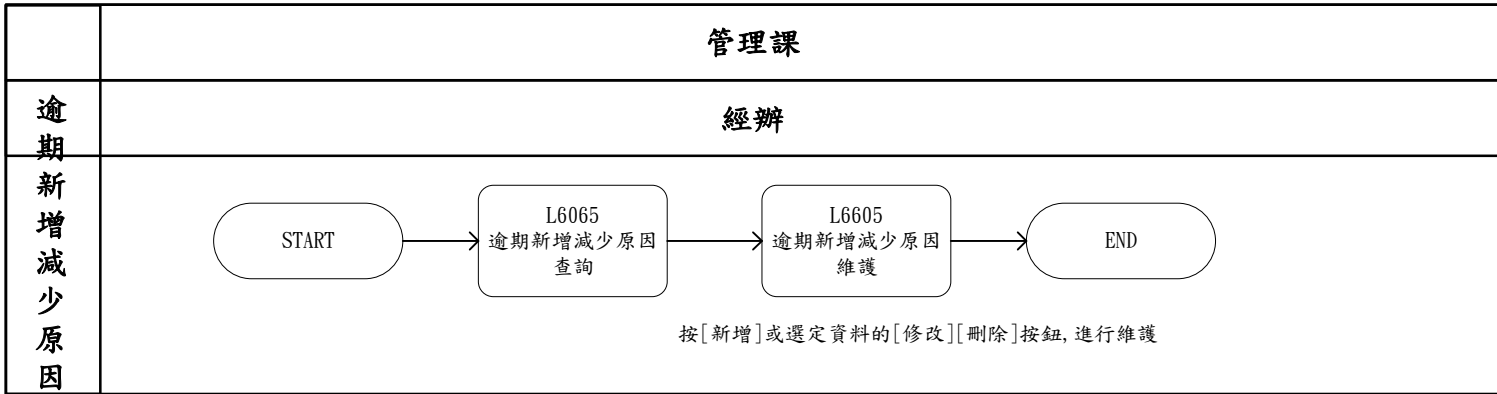 管理課
經辦
逾
期
新
增
減
少
原
因
START
L6065
逾期新增減少原因
查詢
L6605
逾期新增減少原因
維護
END
按[新增]或選定資料的[修改][刪除]按鈕,進行維護